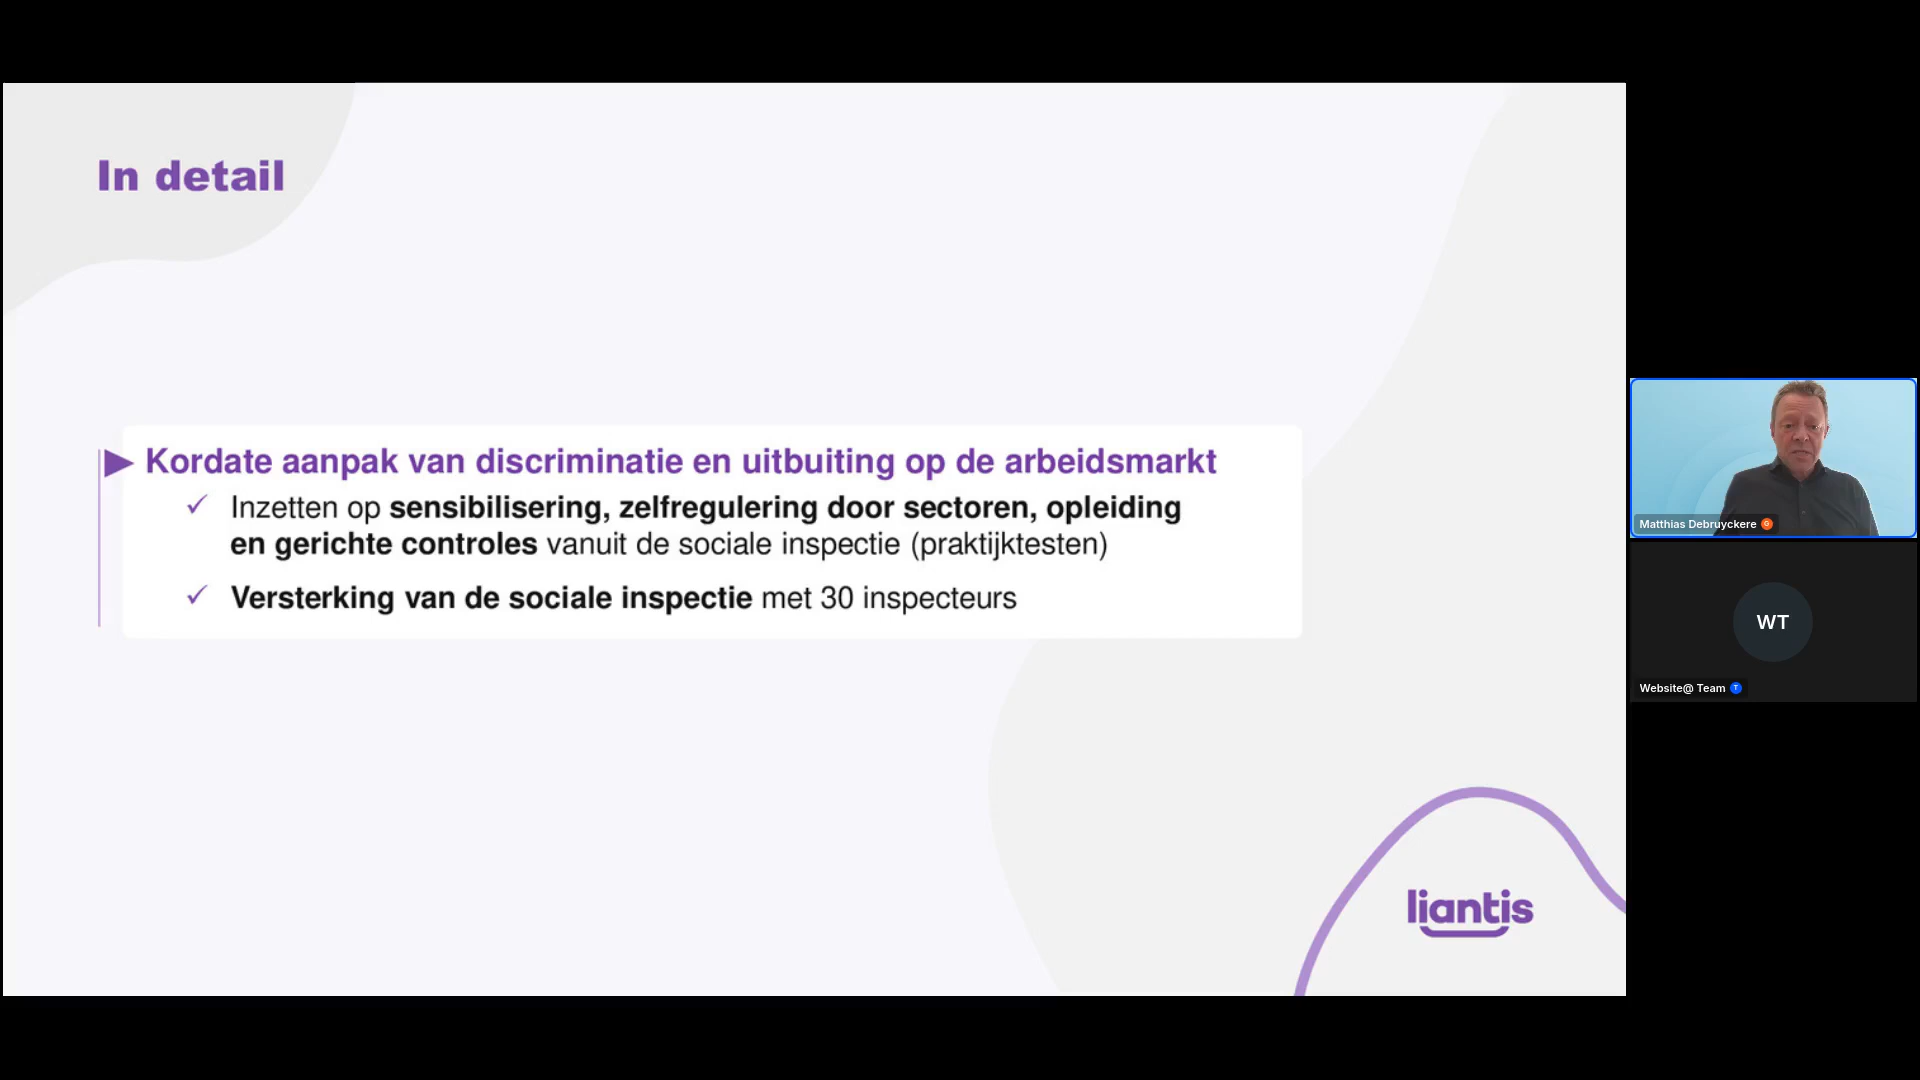 In detail
Kordate aanpak van discriminatie en uitbuiting op de arbeidsmarkt
Inzetten op sensibilisering, zelfregulering door sectoren, opleiding
en gerichte controles vanuit de sociale inspectie (praktijktesten)
Versterking van de sociale inspectie met 30 inspecteurs
liantis
Matthias Debruyckere G
WT
Website@ Team T